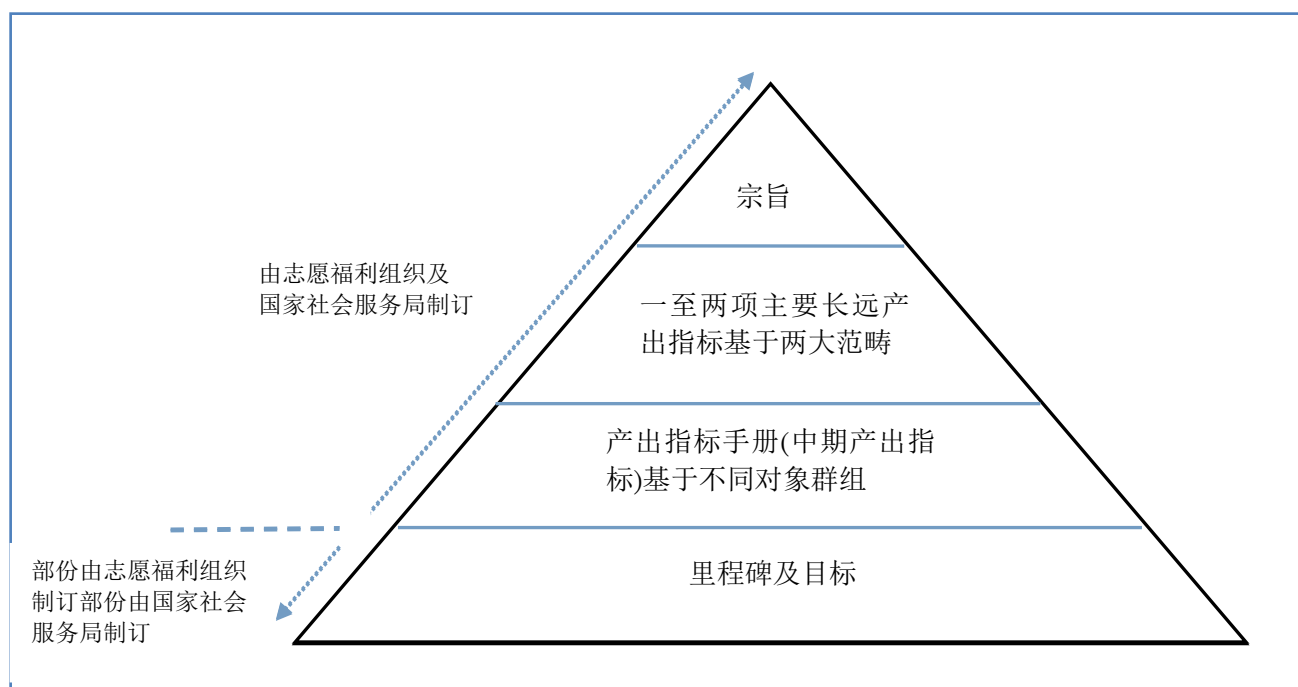 宗旨
由志愿福利组织及
国家社会服务局制订
一至两项主要长远产
出指标基于两大范畴
产出指标手册(中期产出指
标)基于不同对象群组
部份由志愿福利组织
制订部份由国家社会
服务局制订
里程碑及目标